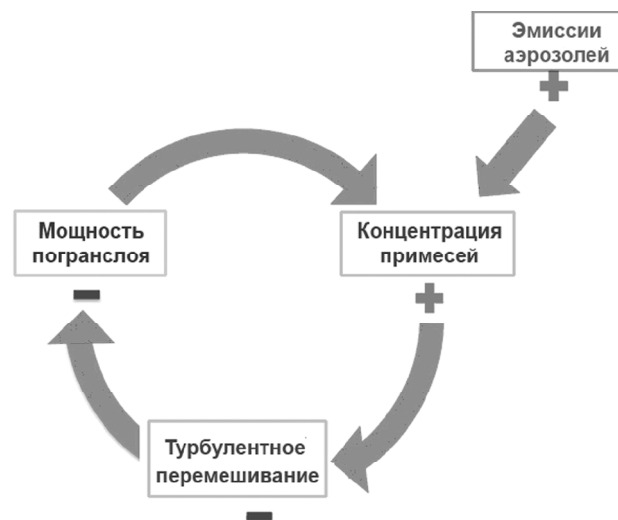 Эмиссии
аэрозолей
+
Мощность
погранслоя
−
Концентрация
примесей
+
Турбулентное
перемешивание
−